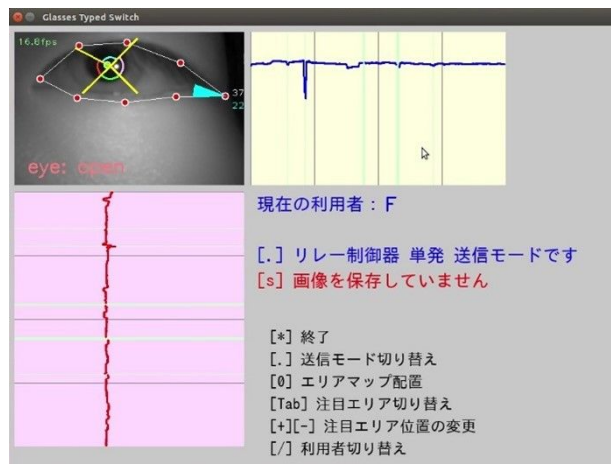 Glasses Typed Switch
16.8fps
37
22
eye: open
現在の利用者：F
[.] リレー制御器 単発 送信モードです
[s] 画像を保存していません
[*] 終了
[.] 送信モード切り替え
[0] エリアマップ配置
[Tab] 注目エリア切り替え
[+][-] 注目エリア位置の変更
[/] 利用者切り替え